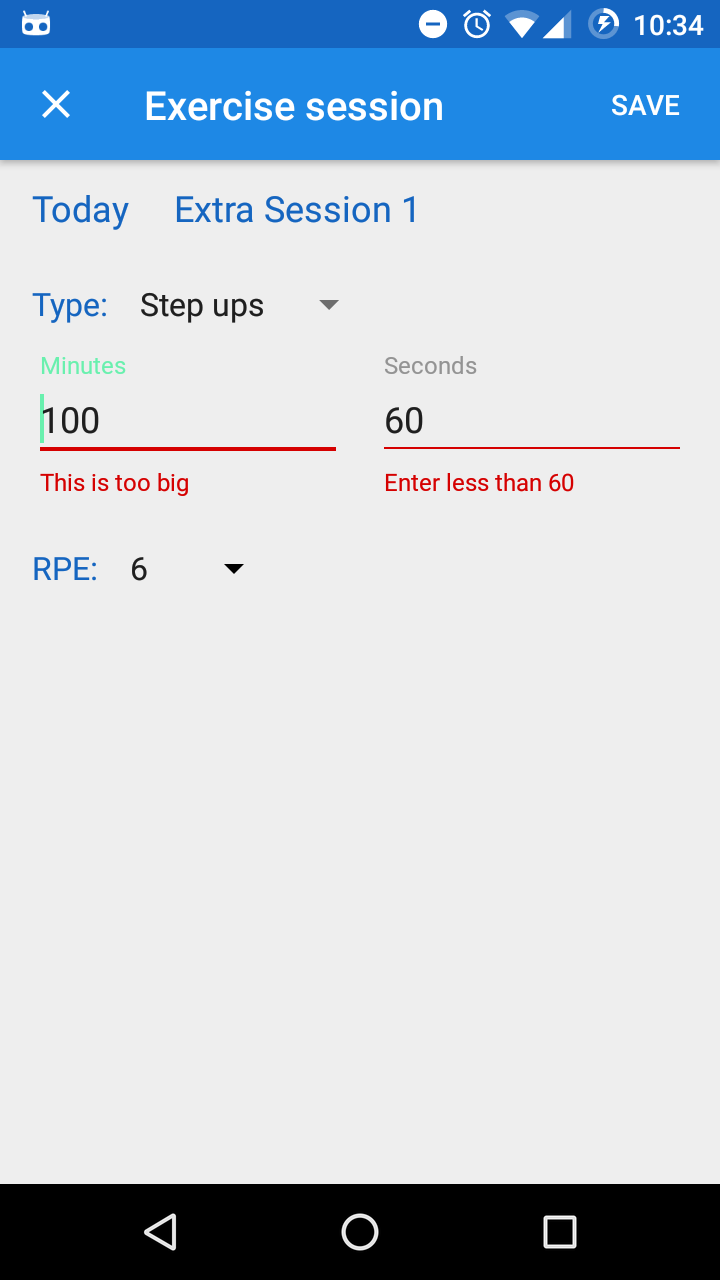 10:34
Exercise session SAVE
Today Extra Session 1
Type: Step ups
Minutes Seconds
100 60
This is too big Enter less than 60
RPE: 6